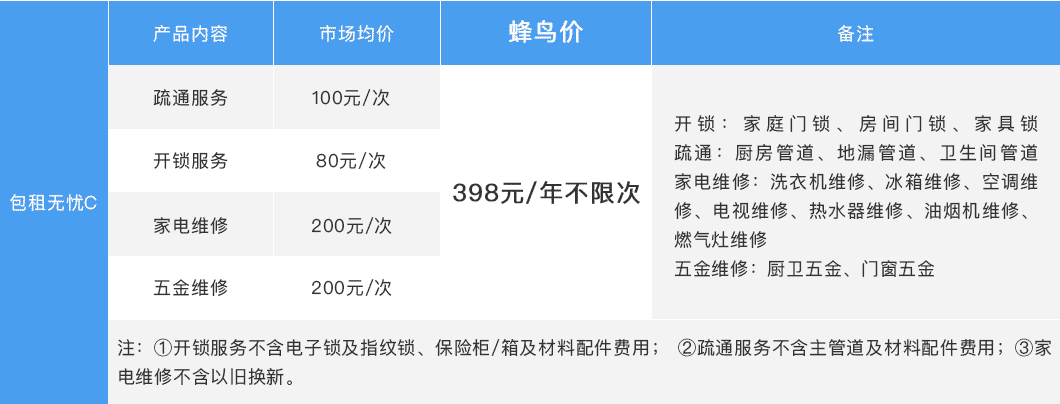 产品内容
市场均价
蜂鸟价
备注
包租无忧C
疏通服务
100元/次
开锁服务
80元/次
家电维修
200元/次
五金维修
200元/次
398元/年不限次
开锁：家庭门锁、房间门锁、家具锁
疏通：厨房管道、地漏管道、卫生间管道
家电维修：洗衣机维修、冰箱维修、空调维
修、电视维修、热水器维修、油烟机维修、
燃气灶维修
五金维修：厨卫五金、门窗五金
注：①开锁服务不含电子锁及指纹锁、保险柜/箱及材料配件费用； ②疏通服务不含主管道及材料配件费用；③家
电维修不含以旧换新。